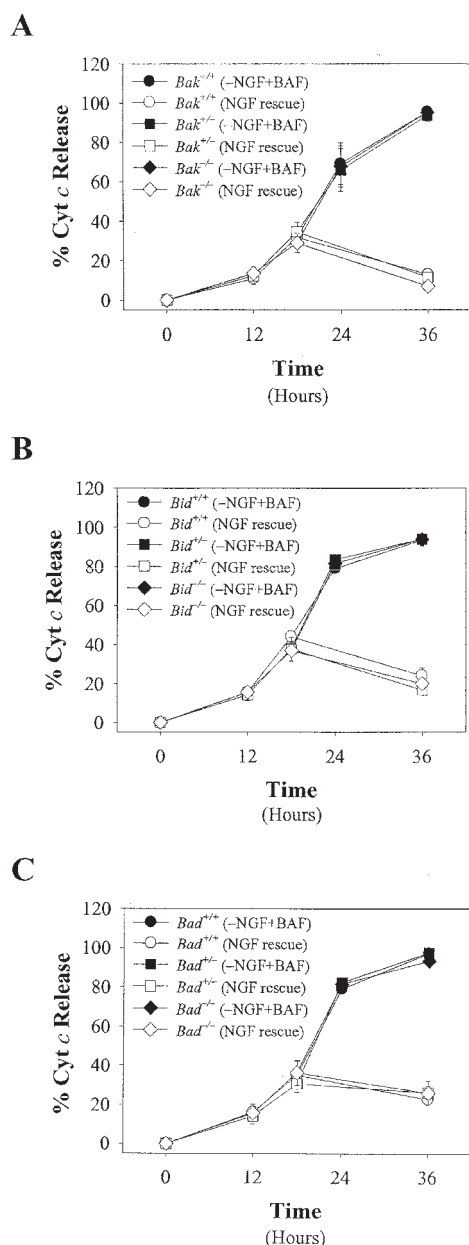 A
% Cyt c Release
120
100
80
60
40
20
0
Bak+/+ (−NGF+BAF)
Bak+/+ (NGF rescue)
Bak+/− (−NGF+BAF)
Bak+/− (NGF rescue)
Bak−/− (−NGF+BAF)
Bak−/− (NGF rescue)
0 12 24 36
Time
(Hours)
B
% Cyt c Release
120
100
80
60
40
20
0
Bid+/+ (−NGF+BAF)
Bid+/+ (NGF rescue)
Bid+/− (−NGF+BAF)
Bid+/− (NGF rescue)
Bid−/− (−NGF+BAF)
Bid−/− (NGF rescue)
0 12 24 36
Time
(Hours)
C
% Cyt c Release
120
100
80
60
40
20
0
Bad+/+ (−NGF+BAF)
Bad+/+ (NGF rescue)
Bad+/− (−NGF+BAF)
Bad+/− (NGF rescue)
Bad−/− (−NGF+BAF)
Bad−/− (NGF rescue)
0 12 24 36
Time
(Hours)